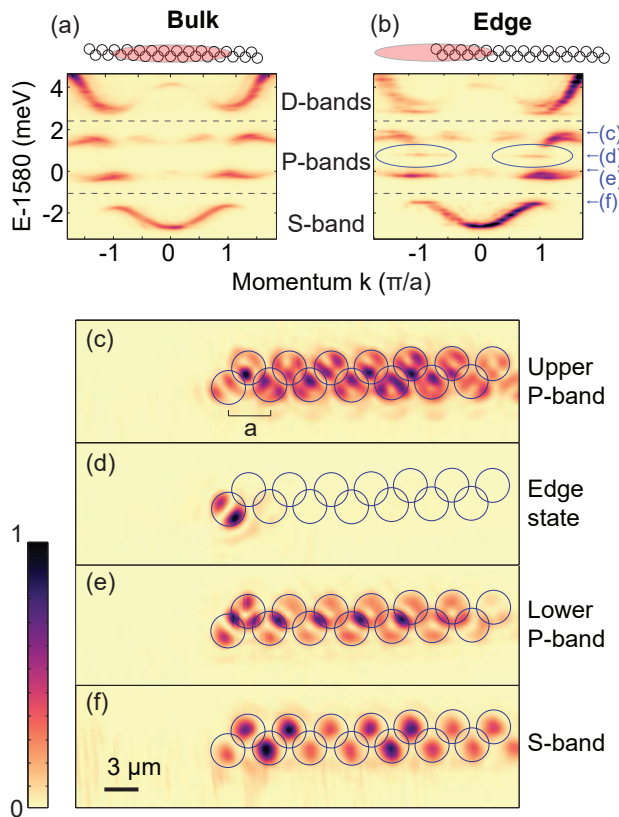 (a) Bulk
(b) Edge
E-1580 (meV)
4
2
0
-2
D-bands
P-bands
S-band
(c)
(d)
(e)
(f)
-1 0 1
-1 0 1
Momentum k (π/a)
(c)
a
Upper
P-band
(d)
Edge
state
(e)
Lower
P-band
(f)
3 μm
S-band
1
0